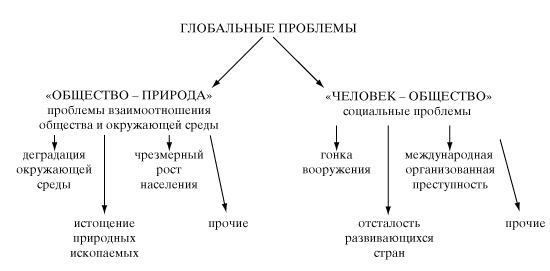 ГЛОБАЛЬНЫЕ ПРОБЛЕМЫ
«ОБЩЕСТВО – ПРИРОДА»
проблемы взаимоотношения
общества и окружающей среды
«ЧЕЛОВЕК – ОБЩЕСТВО»
социальные проблемы
деградация
окружающей
среды
чрезмерный
рост
населения
гонка
вооружения
международная
организованная
преступность
истощение
природных
ископаемых
прочие
отсталость
развивающихся
стран
прочие